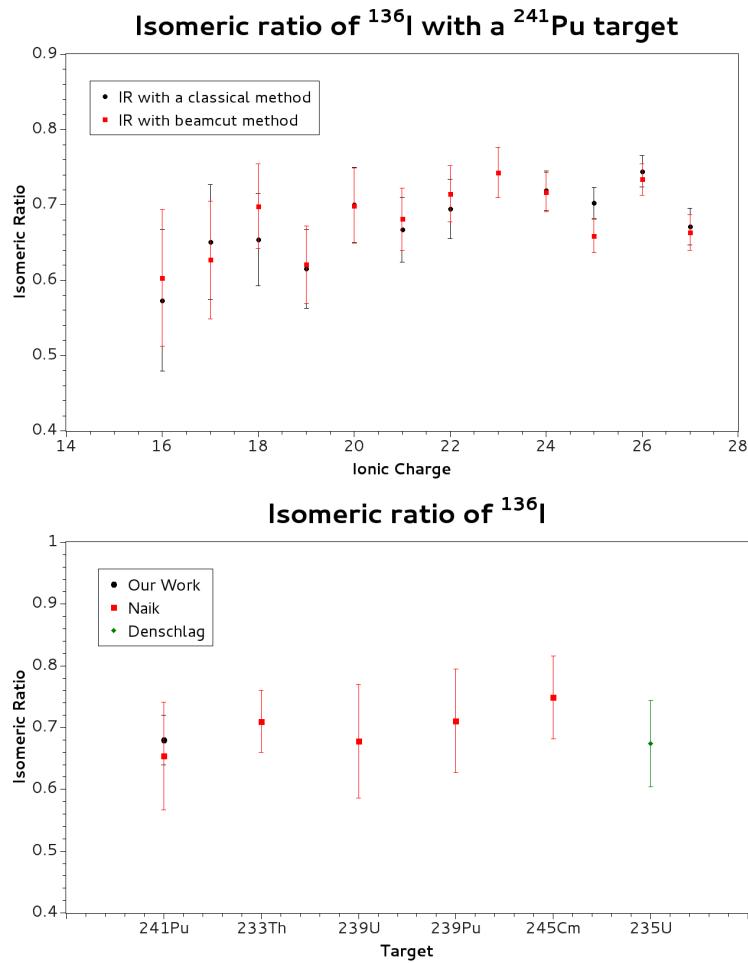 Isomeric ratio of ¹³⁶I with a ²⁴¹Pu target
0.9
0.8
0.7
0.6
0.5
0.4
Isomeric Ratio
IR with a classical method
IR with beamcut method
14 16 18 20 22 24 26 28
Ionic Charge
Isomeric ratio of ¹³⁶I
1
0.9
0.8
0.7
0.6
0.5
0.4
Isomeric Ratio
Our Work
Naik
Denschlag
241Pu 233Th 239U 239Pu 245Cm 235U
Target